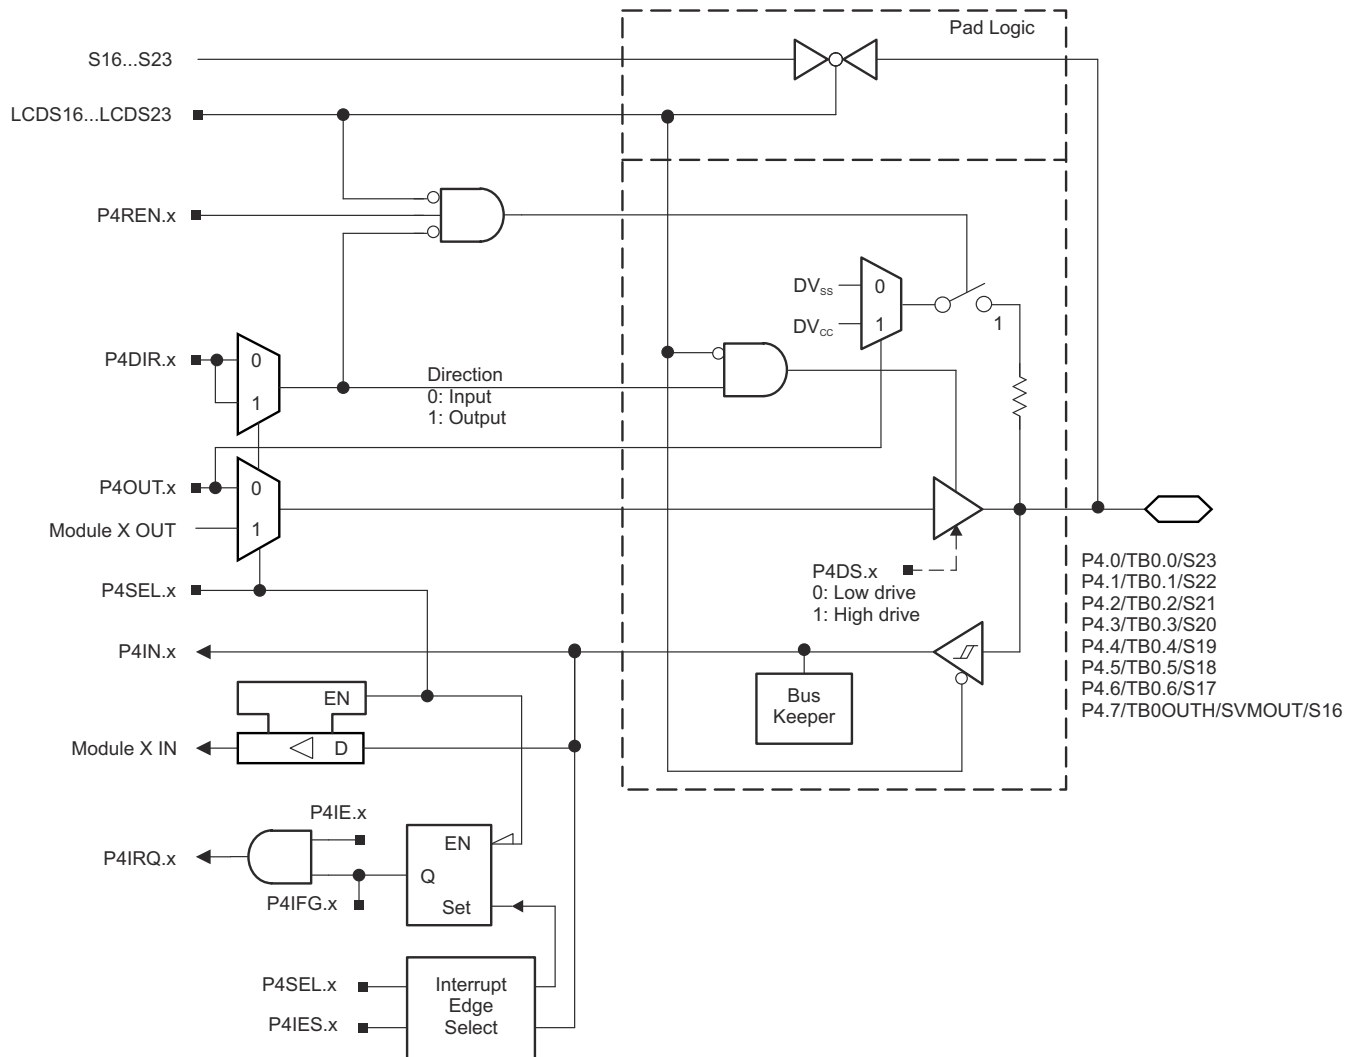 Pad Logic
S16...S23
LCDS16...LCDS23
P4REN.x
DVSS
0
DVCC
1
1
P4DIR.x
0
1
Direction
0: Input
1: Output
P4OUT.x
0
Module X OUT
1
P4SEL.x
P4DS.x
0: Low drive
1: High drive
P4.0/TB0.0/S23
P4.1/TB0.1/S22
P4.2/TB0.2/S21
P4.3/TB0.3/S20
P4.4/TB0.4/S19
P4.5/TB0.5/S18
P4.6/TB0.6/S17
P4.7/TB0OUTH/SVMOUT/S16
P4IN.x
Bus
Keeper
EN
Module X IN
D
P4IE.x
P4IRQ.x
EN
Q
Set
P4IFG.x
P4SEL.x
P4IES.x
Interrupt
Edge
Select